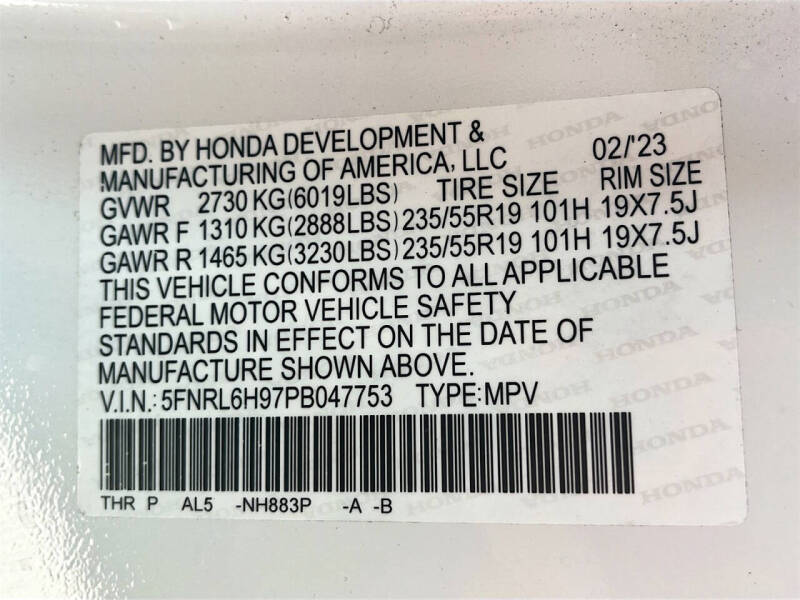 MFD. BY HONDA DEVELOPMENT &
MANUFACTURING OF AMERICA, LLC 02/'23
GVWR 2730 KG(6019LBS) TIRE SIZE RIM SIZE
GAWR F 1310 KG(2888LBS) 235/55R19 101H 19X7.5J
GAWR R 1465 KG(3230LBS) 235/55R19 101H 19X7.5J
THIS VEHICLE CONFORMS TO ALL APPLICABLE
FEDERAL MOTOR VEHICLE SAFETY
STANDARDS IN EFFECT ON THE DATE OF
MANUFACTURE SHOWN ABOVE.
V.I.N.: 5FNRL6H97PB047753 TYPE: MPV
THR P AL5 -NH883P -A -B